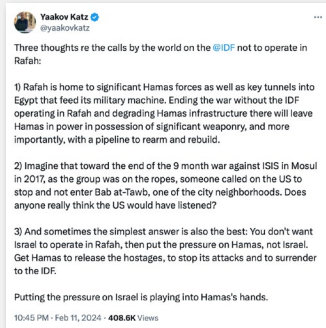 Yaakov Katz
@yaakovkatz
Three thoughts re the calls by the world on the @IDF not to operate in
Rafah:
1) Rafah is home to significant Hamas forces as well as key tunnels into
Egypt that feed its military machine. Ending the war without the IDF
operating in Rafah and degrading Hamas infrastructure there will leave
Hamas in power in possession of significant weaponry, and more
importantly, with a pipeline to rearm and rebuild.
2) Imagine that toward the end of the 9 month war against ISIS in Mosul
in 2017, as the group was on the ropes, someone called on the US to
stop and not enter Bab at-Tawb, one of the city neighborhoods. Does
anyone really think the US would have listened?
3) And sometimes the simplest answer is also the best: You don't want
Israel to operate in Rafah, then put the pressure on Hamas, not Israel.
Get Hamas to release the hostages, to stop its attacks and to surrender
to the IDF.
Putting the pressure on Israel is playing into Hamas's hands.
10:45 PM · Feb 11, 2024 · 408.6K Views